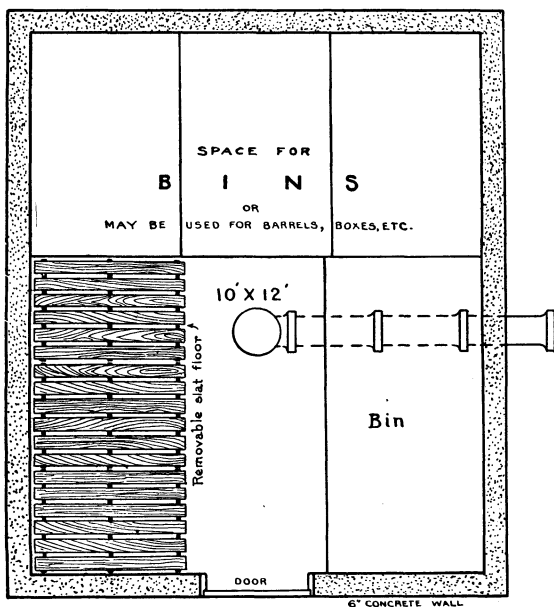 SPACE FOR
B I N S
OR
MAY BE USED FOR BARRELS, BOXES, ETC.
10' X 12'
Removable slat floor
Bin
DOOR
6" CONCRETE WALL